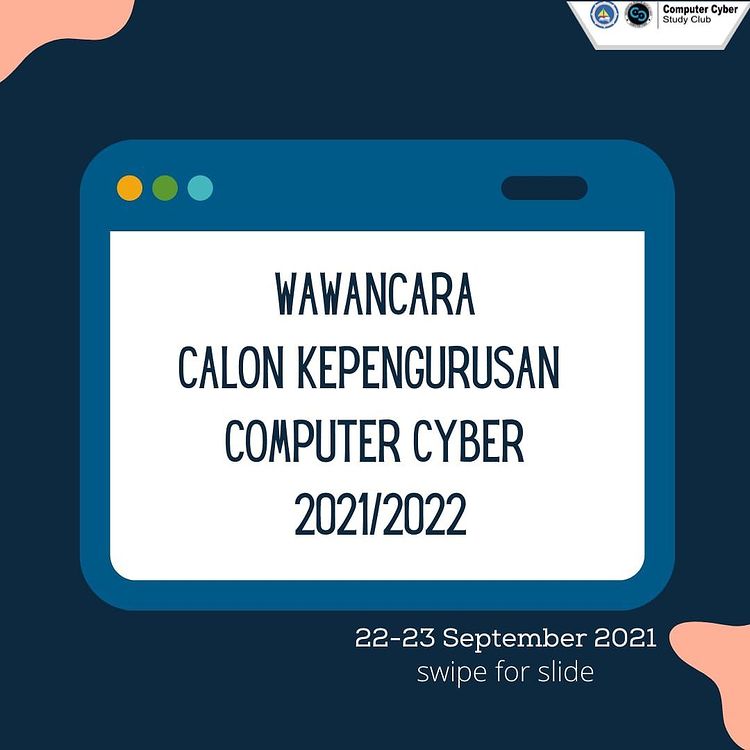 Computer Cyber
Study Club
WAWANCARA
CALON KEPENGURUSAN
COMPUTER CYBER
2021/2022
22-23 September 2021
swipe for slide